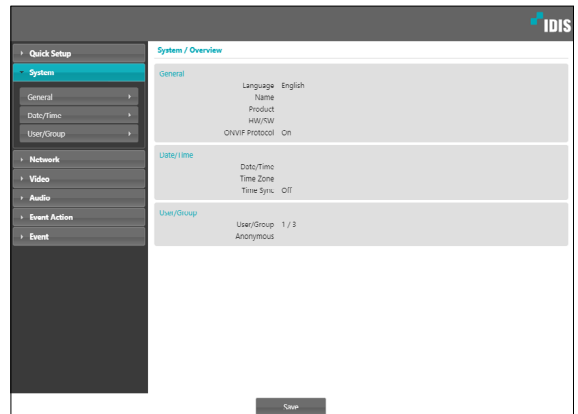 IDIS
Quick Setup
System
General
Date/Time
User/Group
Network
Video
Audio
Event Action
Event
System / Overview
General
Language English
Name
Product
HW/SW
ONVIF Protocol On
Date/Time
Date/Time
Time Zone
Time Sync Off
User/Group
User/Group 1 / 3
Anonymous
Save